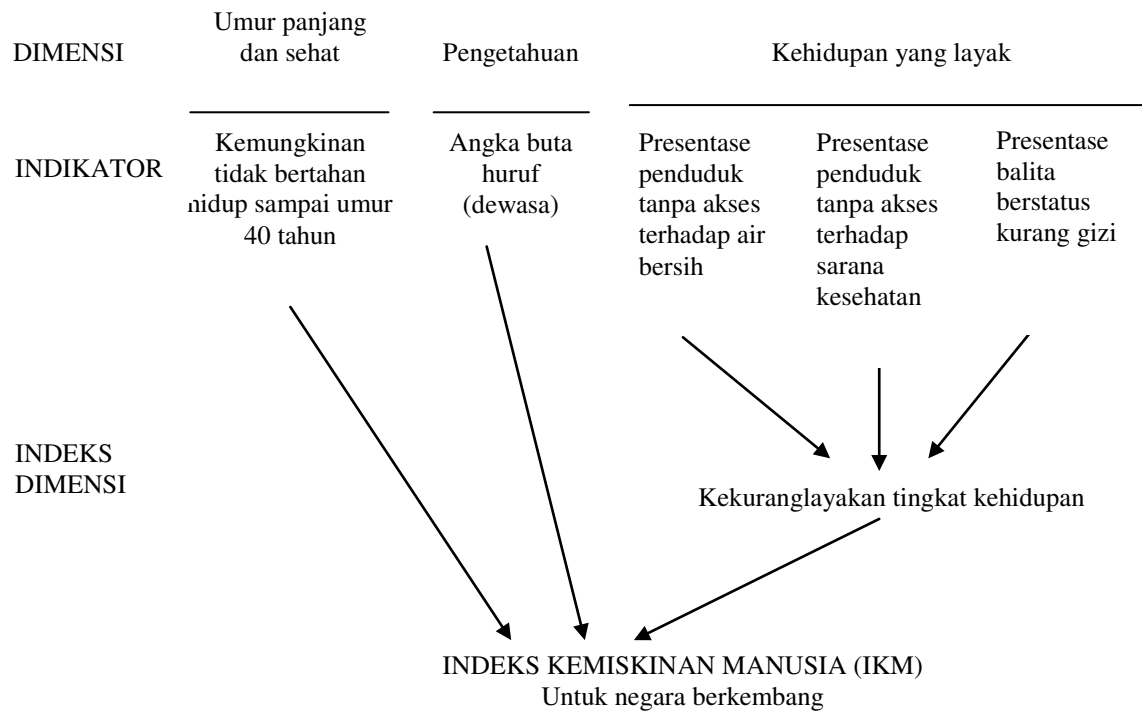 DIMENSI
Umur panjang
dan sehat
Pengetahuan
Kehidupan yang layak
INDIKATOR
Kemungkinan
tidak bertahan
hidup sampai umur
40 tahun
Angka buta
huruf
(dewasa)
Presentase
penduduk
tanpa akses
terhadap air
bersih
Presentase
penduduk
tanpa akses
terhadap
sarana
kesehatan
Presentase
balita
berstatus
kurang gizi
INDEKS
DIMENSI
Kekuranglayakan tingkat kehidupan
INDEKS KEMISKINAN MANUSIA (IKM)
Untuk negara berkembang